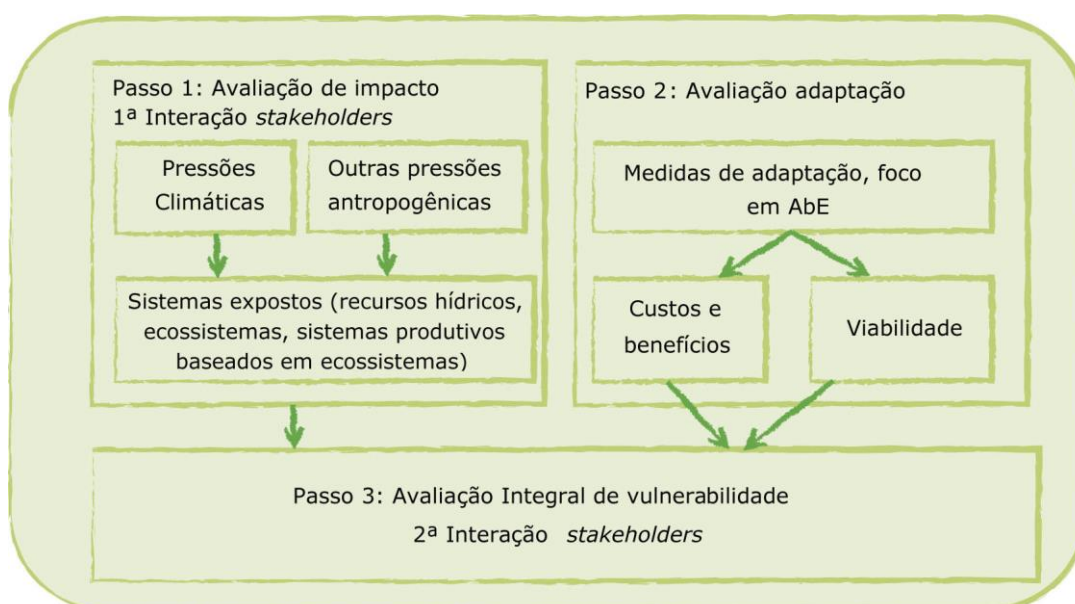 Passo 1: Avaliação de impacto
1ª Interação stakeholders
Pressões
Climáticas
Outras pressões
antropogênicas
Sistemas expostos (recursos hídricos,
ecossistemas, sistemas produtivos
baseados em ecossistemas)
Passo 2: Avaliação adaptação
Medidas de adaptação, foco
em AbE
Custos e
benefícios
Viabilidade
Passo 3: Avaliação Integral de vulnerabilidade
2ª Interação stakeholders